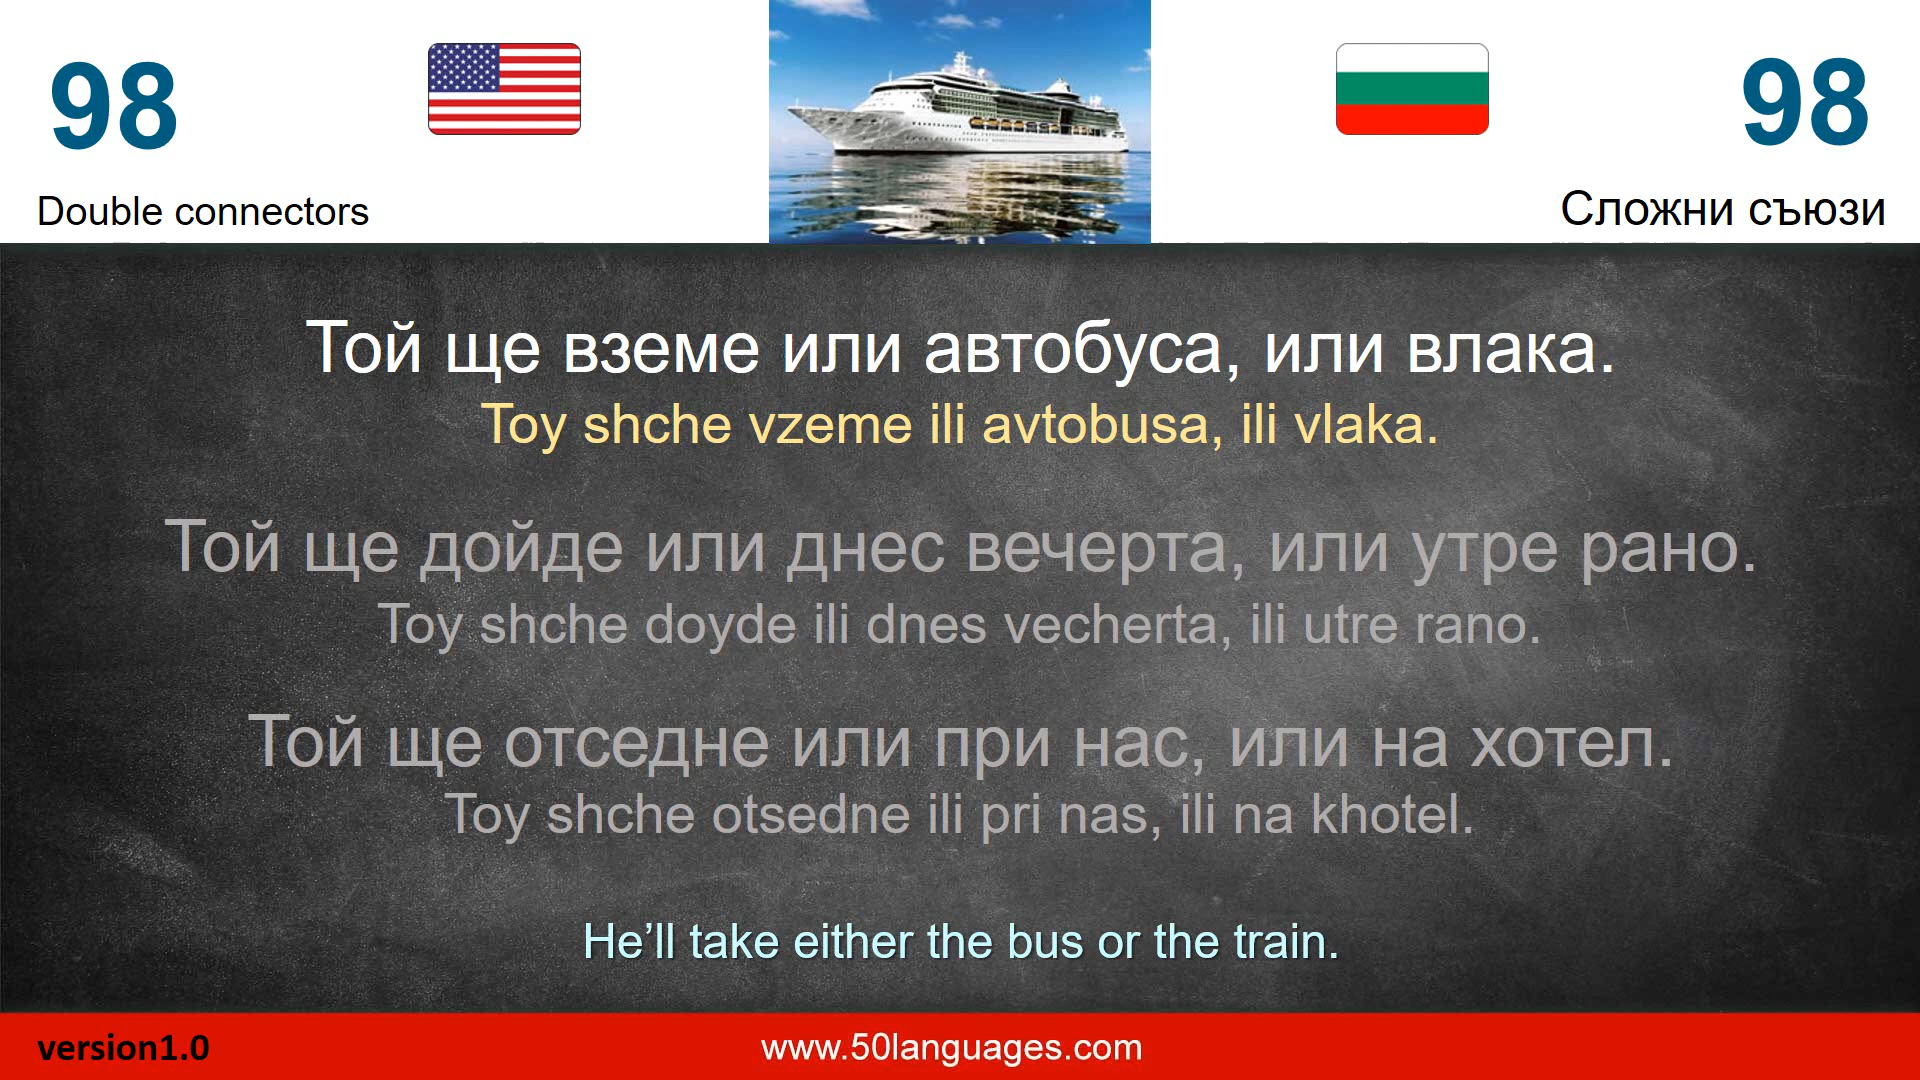 98
98
Double connectors
Сложни съюзи
Той ще вземе или автобуса, или влака.
Toy shche vzeme ili avtobusa, ili vlaka.
Той ще дойде или днес вечерта, или утре рано.
Toy shche doyde ili dnes vecherta, ili utre rano.
Той ще отседне или при нас, или на хотел.
Toy shche otsedne ili pri nas, ili na khotel.
He’ll take either the bus or the train.
version1.0
www.50languages.com